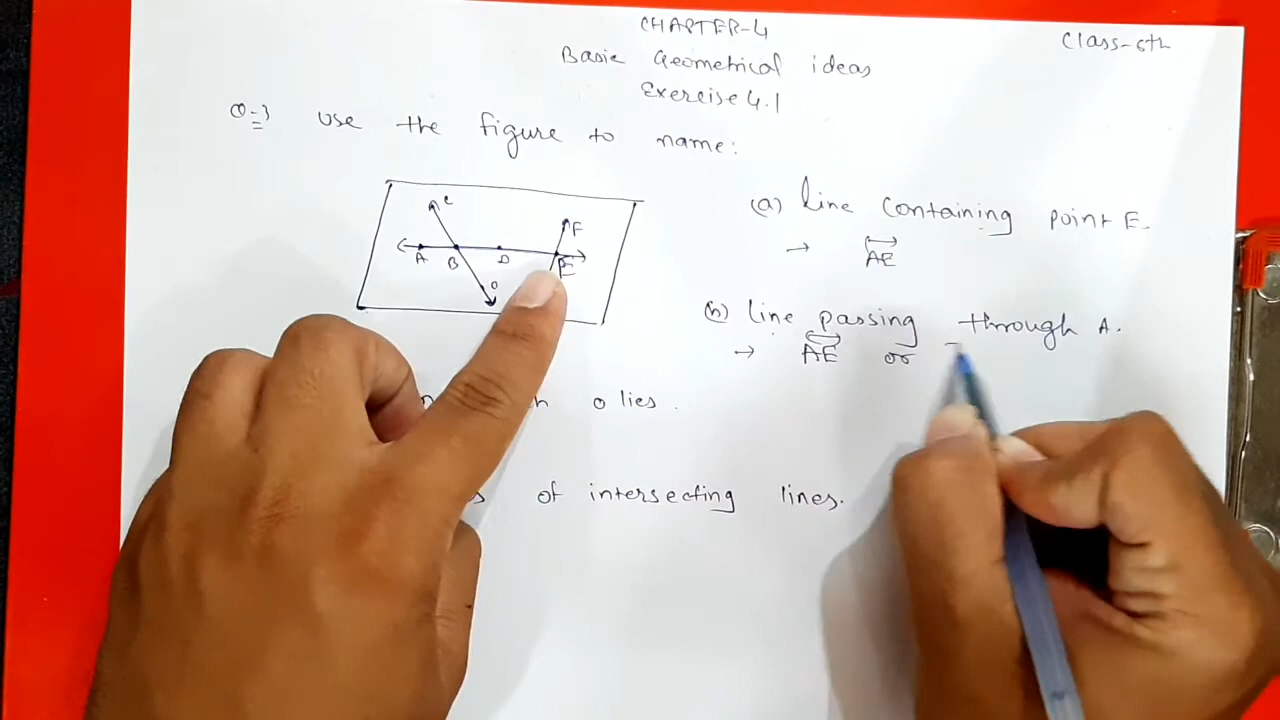 CHAPTER-4
Class-6th
Basic Geometrical ideas
Exercise 4.1
Q-3 Use the figure to name:
C
F
A B D E
O
(a) line containing point E.
→ AE
(b) line passing through A.
→ AE or
O lies.
of intersecting lines.